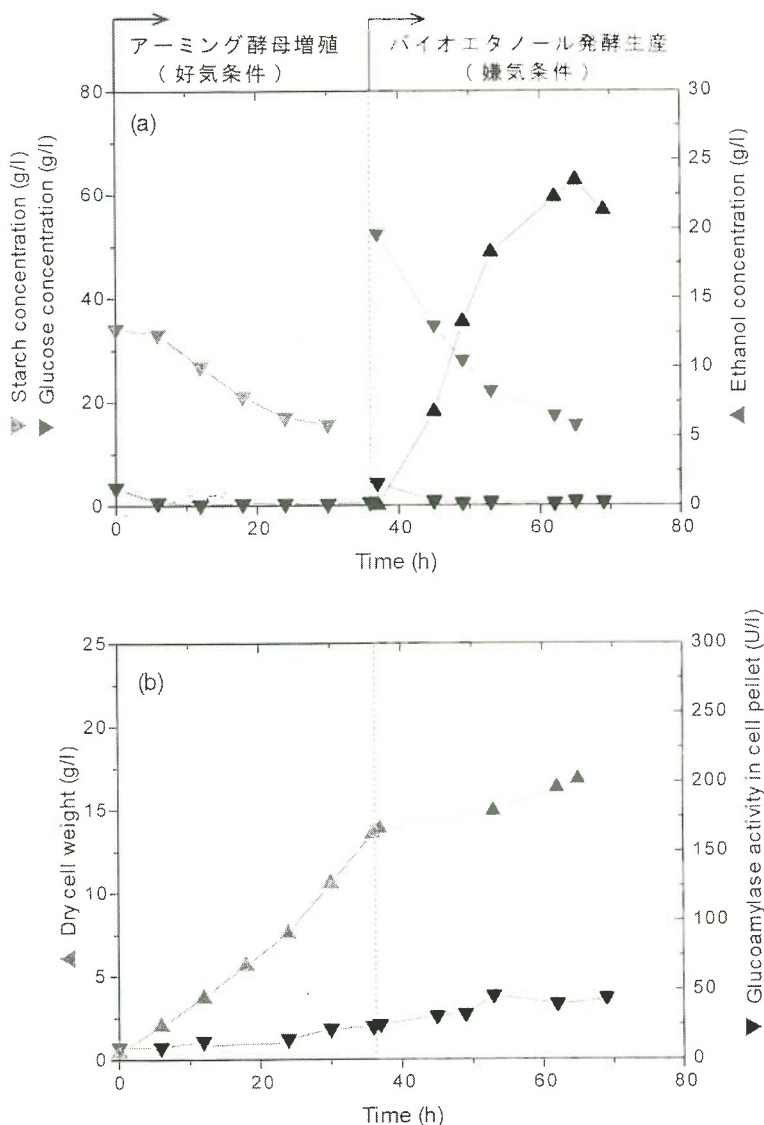 アーミング酵母増殖
(好気条件)
バイオエタノール発酵生産
(嫌気条件)
(a)
80
60
40
20
0
30
25
20
15
10
5
0
0
20
40
60
80
Time (h)
Starch concentration (g/l)
Glucose concentration (g/l)
Ethanol concentration (g/l)
(b)
25
20
15
10
5
0
300
250
200
150
100
50
0
0
20
40
60
80
Time (h)
Dry cell weight (g/l)
Glucoamylase activity in cell pellet (U/l)